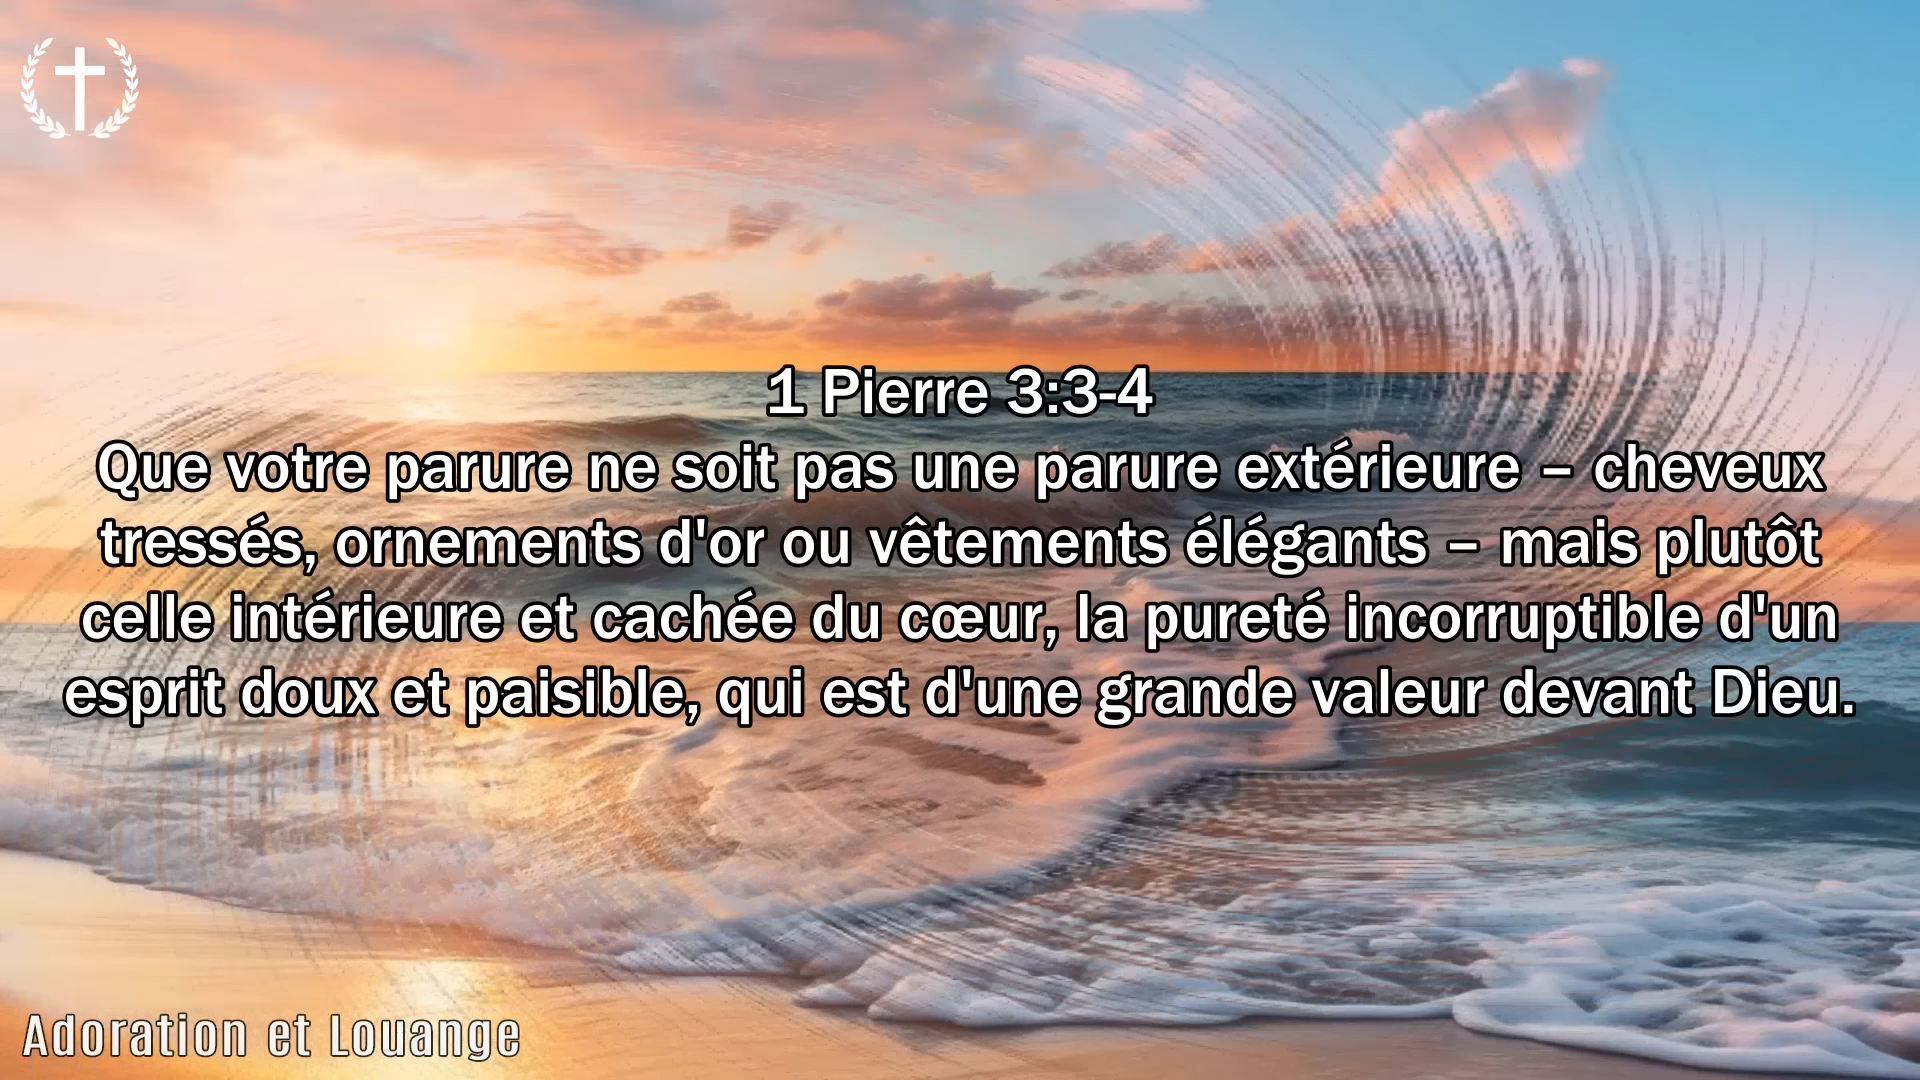 1 Pierre 3:3-4
Que votre parure ne soit pas une parure extérieure – cheveux
tressés, ornements d'or ou vêtements élégants – mais plutôt
celle intérieure et cachée du cœur, la pureté incorruptible d'un
esprit doux et paisible, qui est d'une grande valeur devant Dieu.
Adoration et Louange